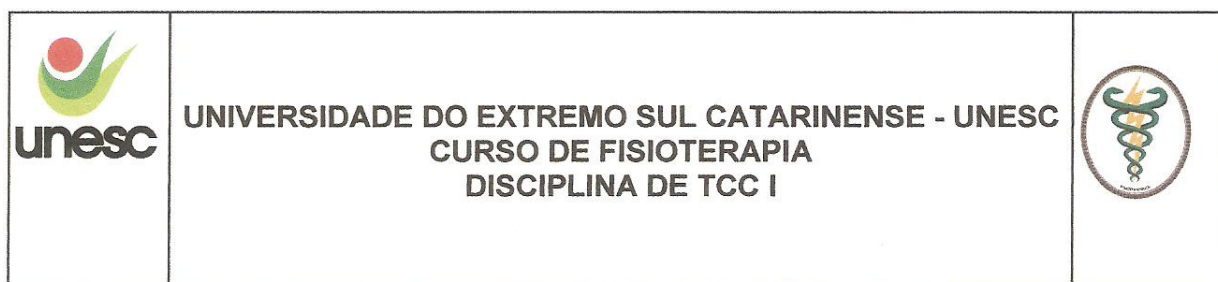 unesc
UNIVERSIDADE DO EXTREMO SUL CATARINENSE - UNESC
CURSO DE FISIOTERAPIA
DISCIPLINA DE TCC I